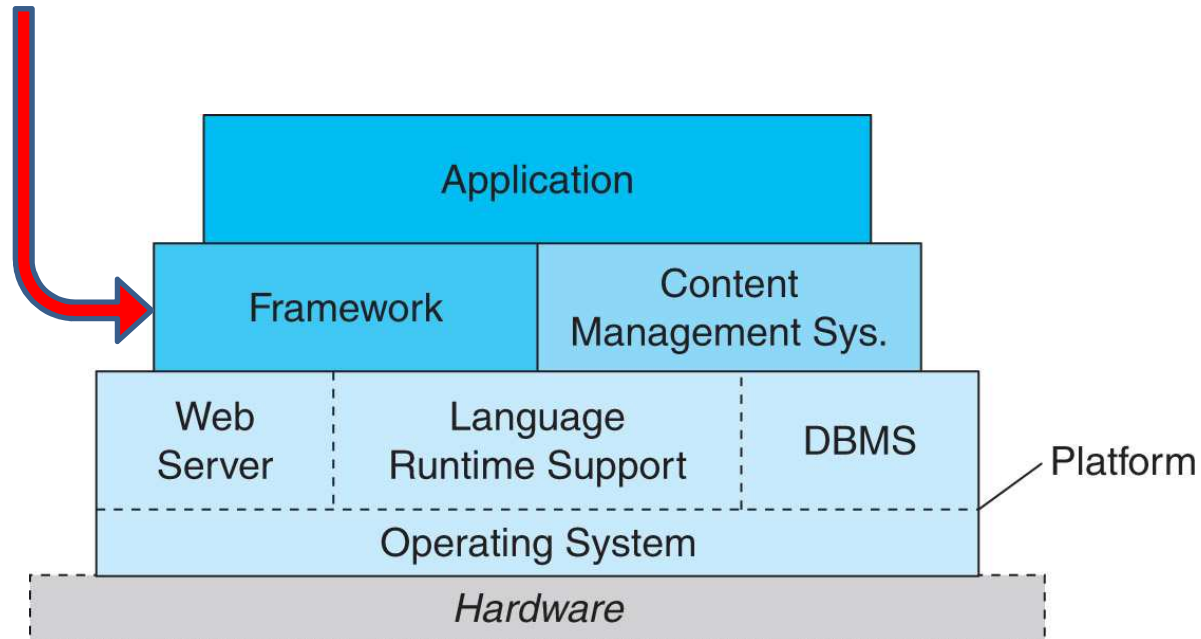 Application
Framework
Content
Management Sys.
Web
Server
Language
Runtime Support
DBMS
Platform
Operating System
Hardware